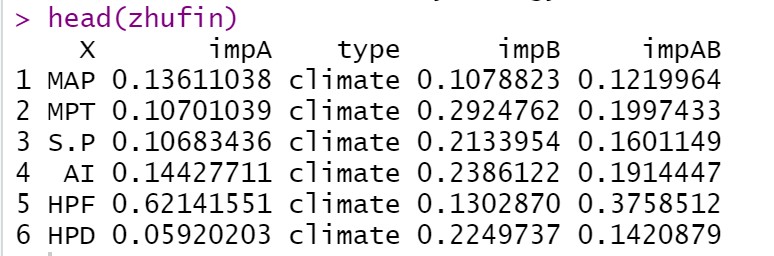 > head(zhufin)
X impA type impB impAB
1 MAP 0.13611038 climate 0.1078823 0.1219964
2 MPT 0.10701039 climate 0.2924762 0.1997433
3 S.P 0.10683436 climate 0.2133954 0.1601149
4 AI 0.14427711 climate 0.2386122 0.1914447
5 HPF 0.62141551 climate 0.1302870 0.3758512
6 HPD 0.05920203 climate 0.2249737 0.1420879